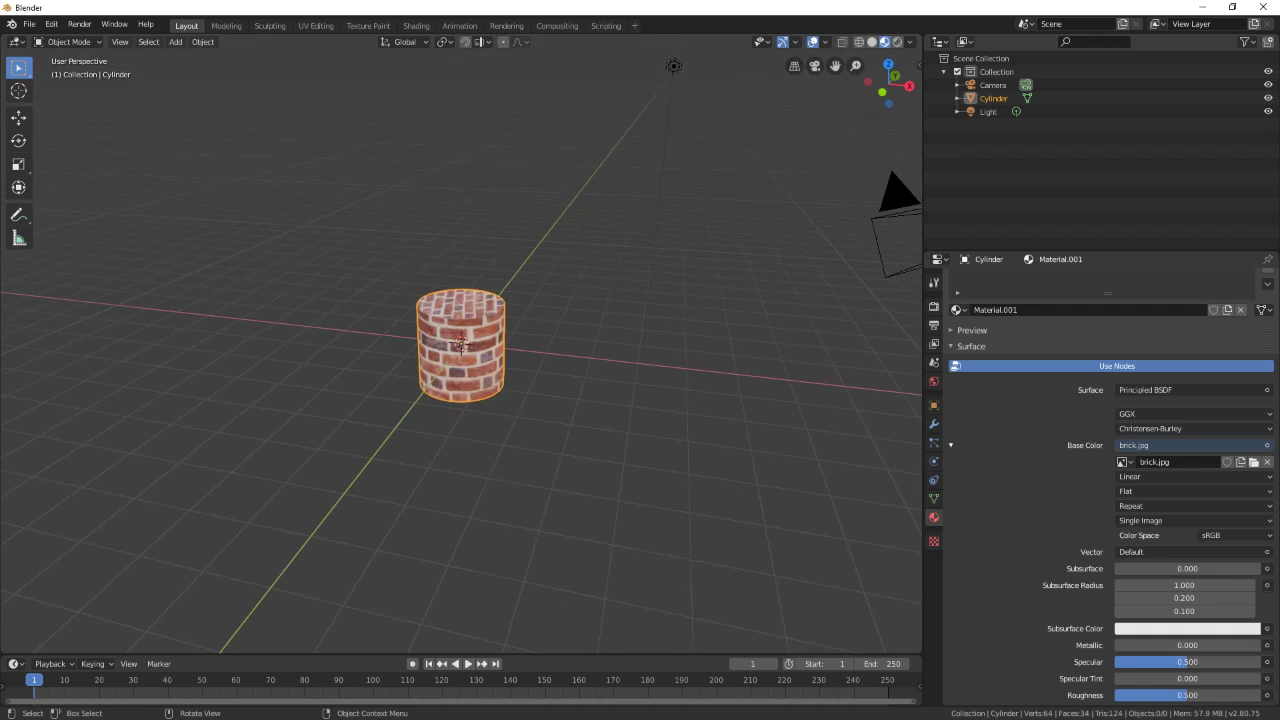 Blender
File Edit Render Window Help Layout Modeling Sculpting UV Editing Texture Paint Shading Animation Rendering Compositing Scripting + Scene View Layer
Object Mode View Select Add Object Global
User Perspective
(1) Collection | Cylinder
Z
Y
X
Scene Collection
Collection
Camera
Cylinder
Light
Cylinder Material.001
Material.001
Preview
Surface
Use Nodes
Surface Principled BSDF
GGX
Christensen-Burley
Base Color brick.jpg
brick.jpg
Linear
Flat
Repeat
Single Image
Color Space sRGB
Vector Default
Subsurface 0.000
Subsurface Radius 1.000
0.200
0.100
Subsurface Color
Metallic 0.000
Specular 0.500
Specular Tint 0.000
Roughness 0.500
Playback Keying View Marker 1 Start: 1 End: 250
1 10 20 30 40 50 60 70 80 90 100 110 120 130 140 150 160 170 180 190 200 210 220 230 240 250
Select Box Select Rotate View Object Context Menu Collection | Cylinder | Verts:64 | Faces:34 | Tris:124 | Objects:0/0 | Mem: 57.9 MB | v2.80.75